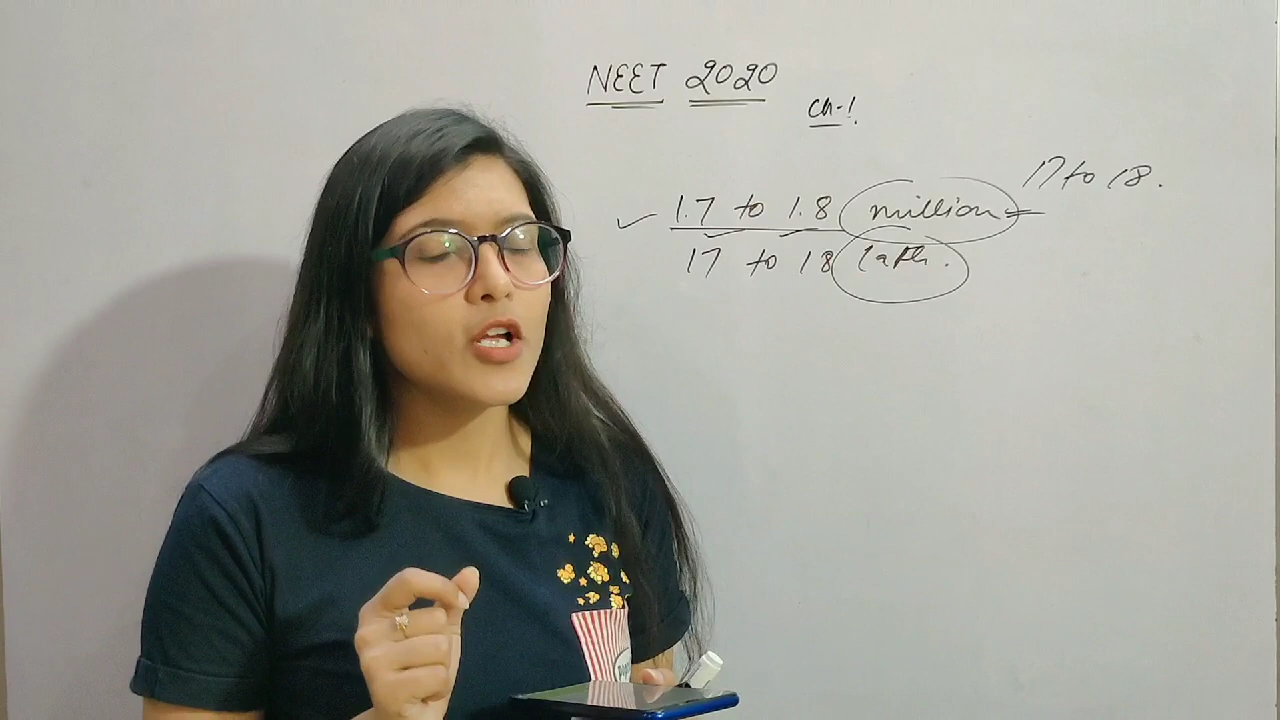 NEET 2020
Ch-1.
17 to 18.
1.7 to 1.8 million =
17 to 18 lakh.